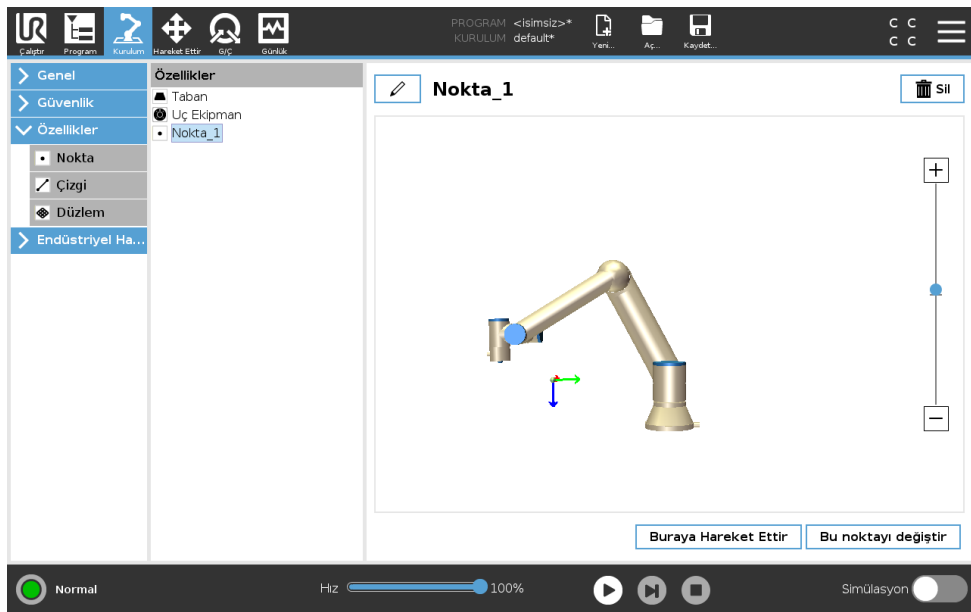 PROGRAM <isimsiz>*
KURULUM default*
Çalıştır
Program
Kurulum
Hareket Ettir
G/Ç
Günlük
Yeni...
Aç...
Kaydet...
C C
C C
Genel
Güvenlik
Özellikler
Nokta
Çizgi
Düzlem
Endüstriyel Ha...
Özellikler
Taban
Uç Ekipman
Nokta_1
Nokta_1
Sil
Buraya Hareket Ettir
Bu noktayı değiştir
Normal
Hız
100%
Simülasyon